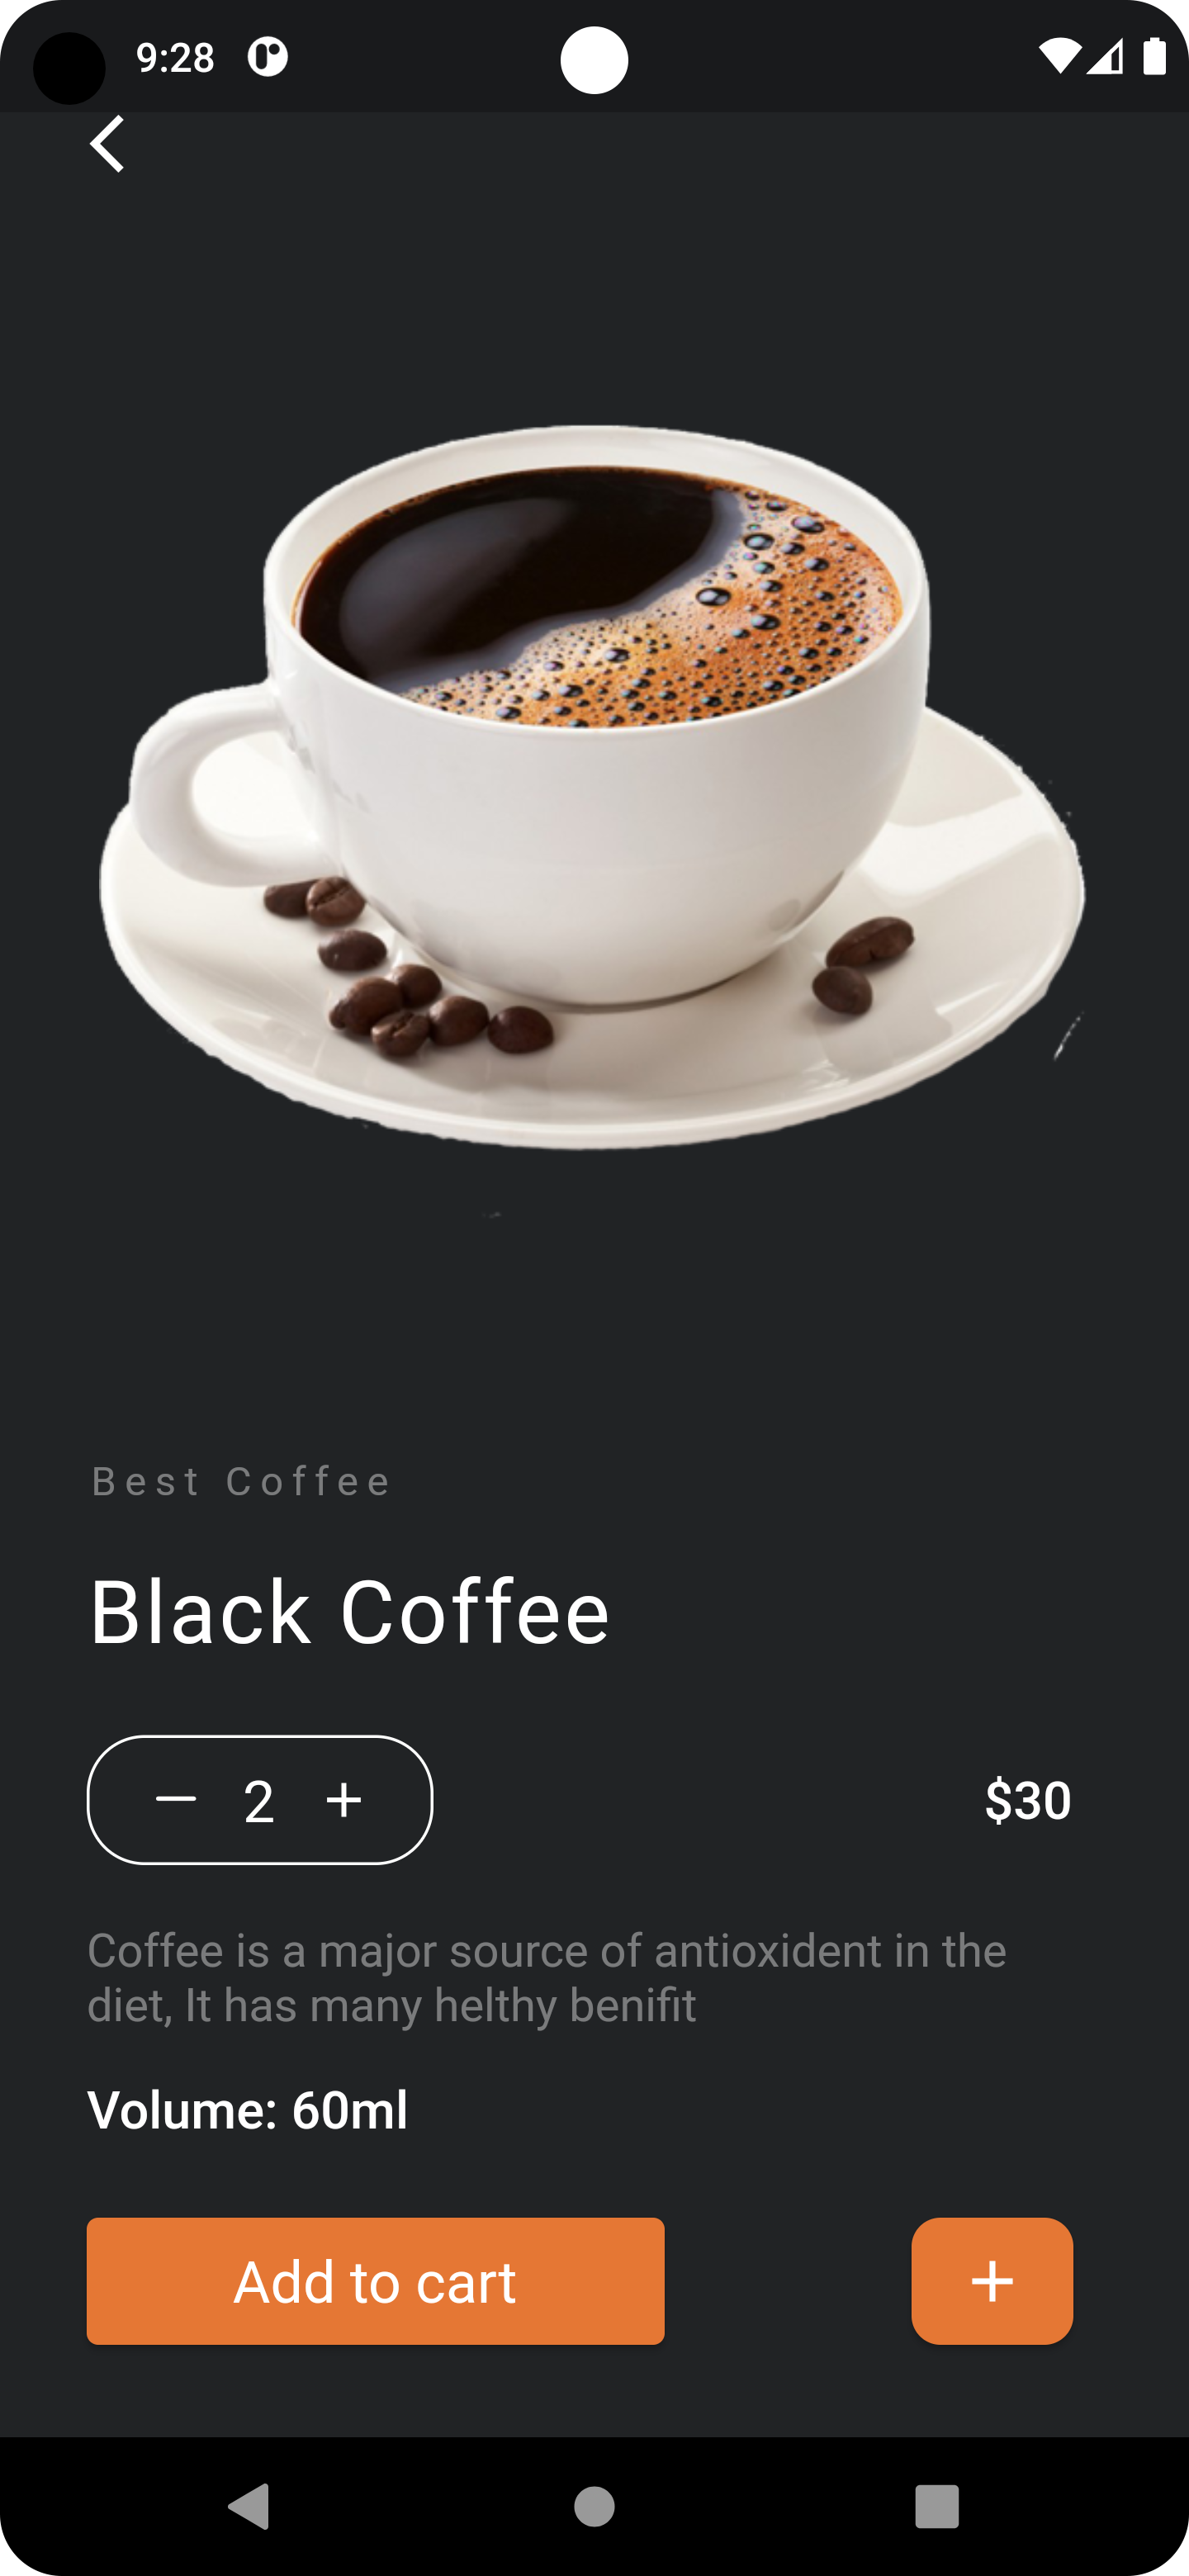 9:28
Best Coffee
Black Coffee
− 2 +
$30
Coffee is a major source of antioxident in the
diet, It has many helthy benifit
Volume: 60ml
Add to cart
+